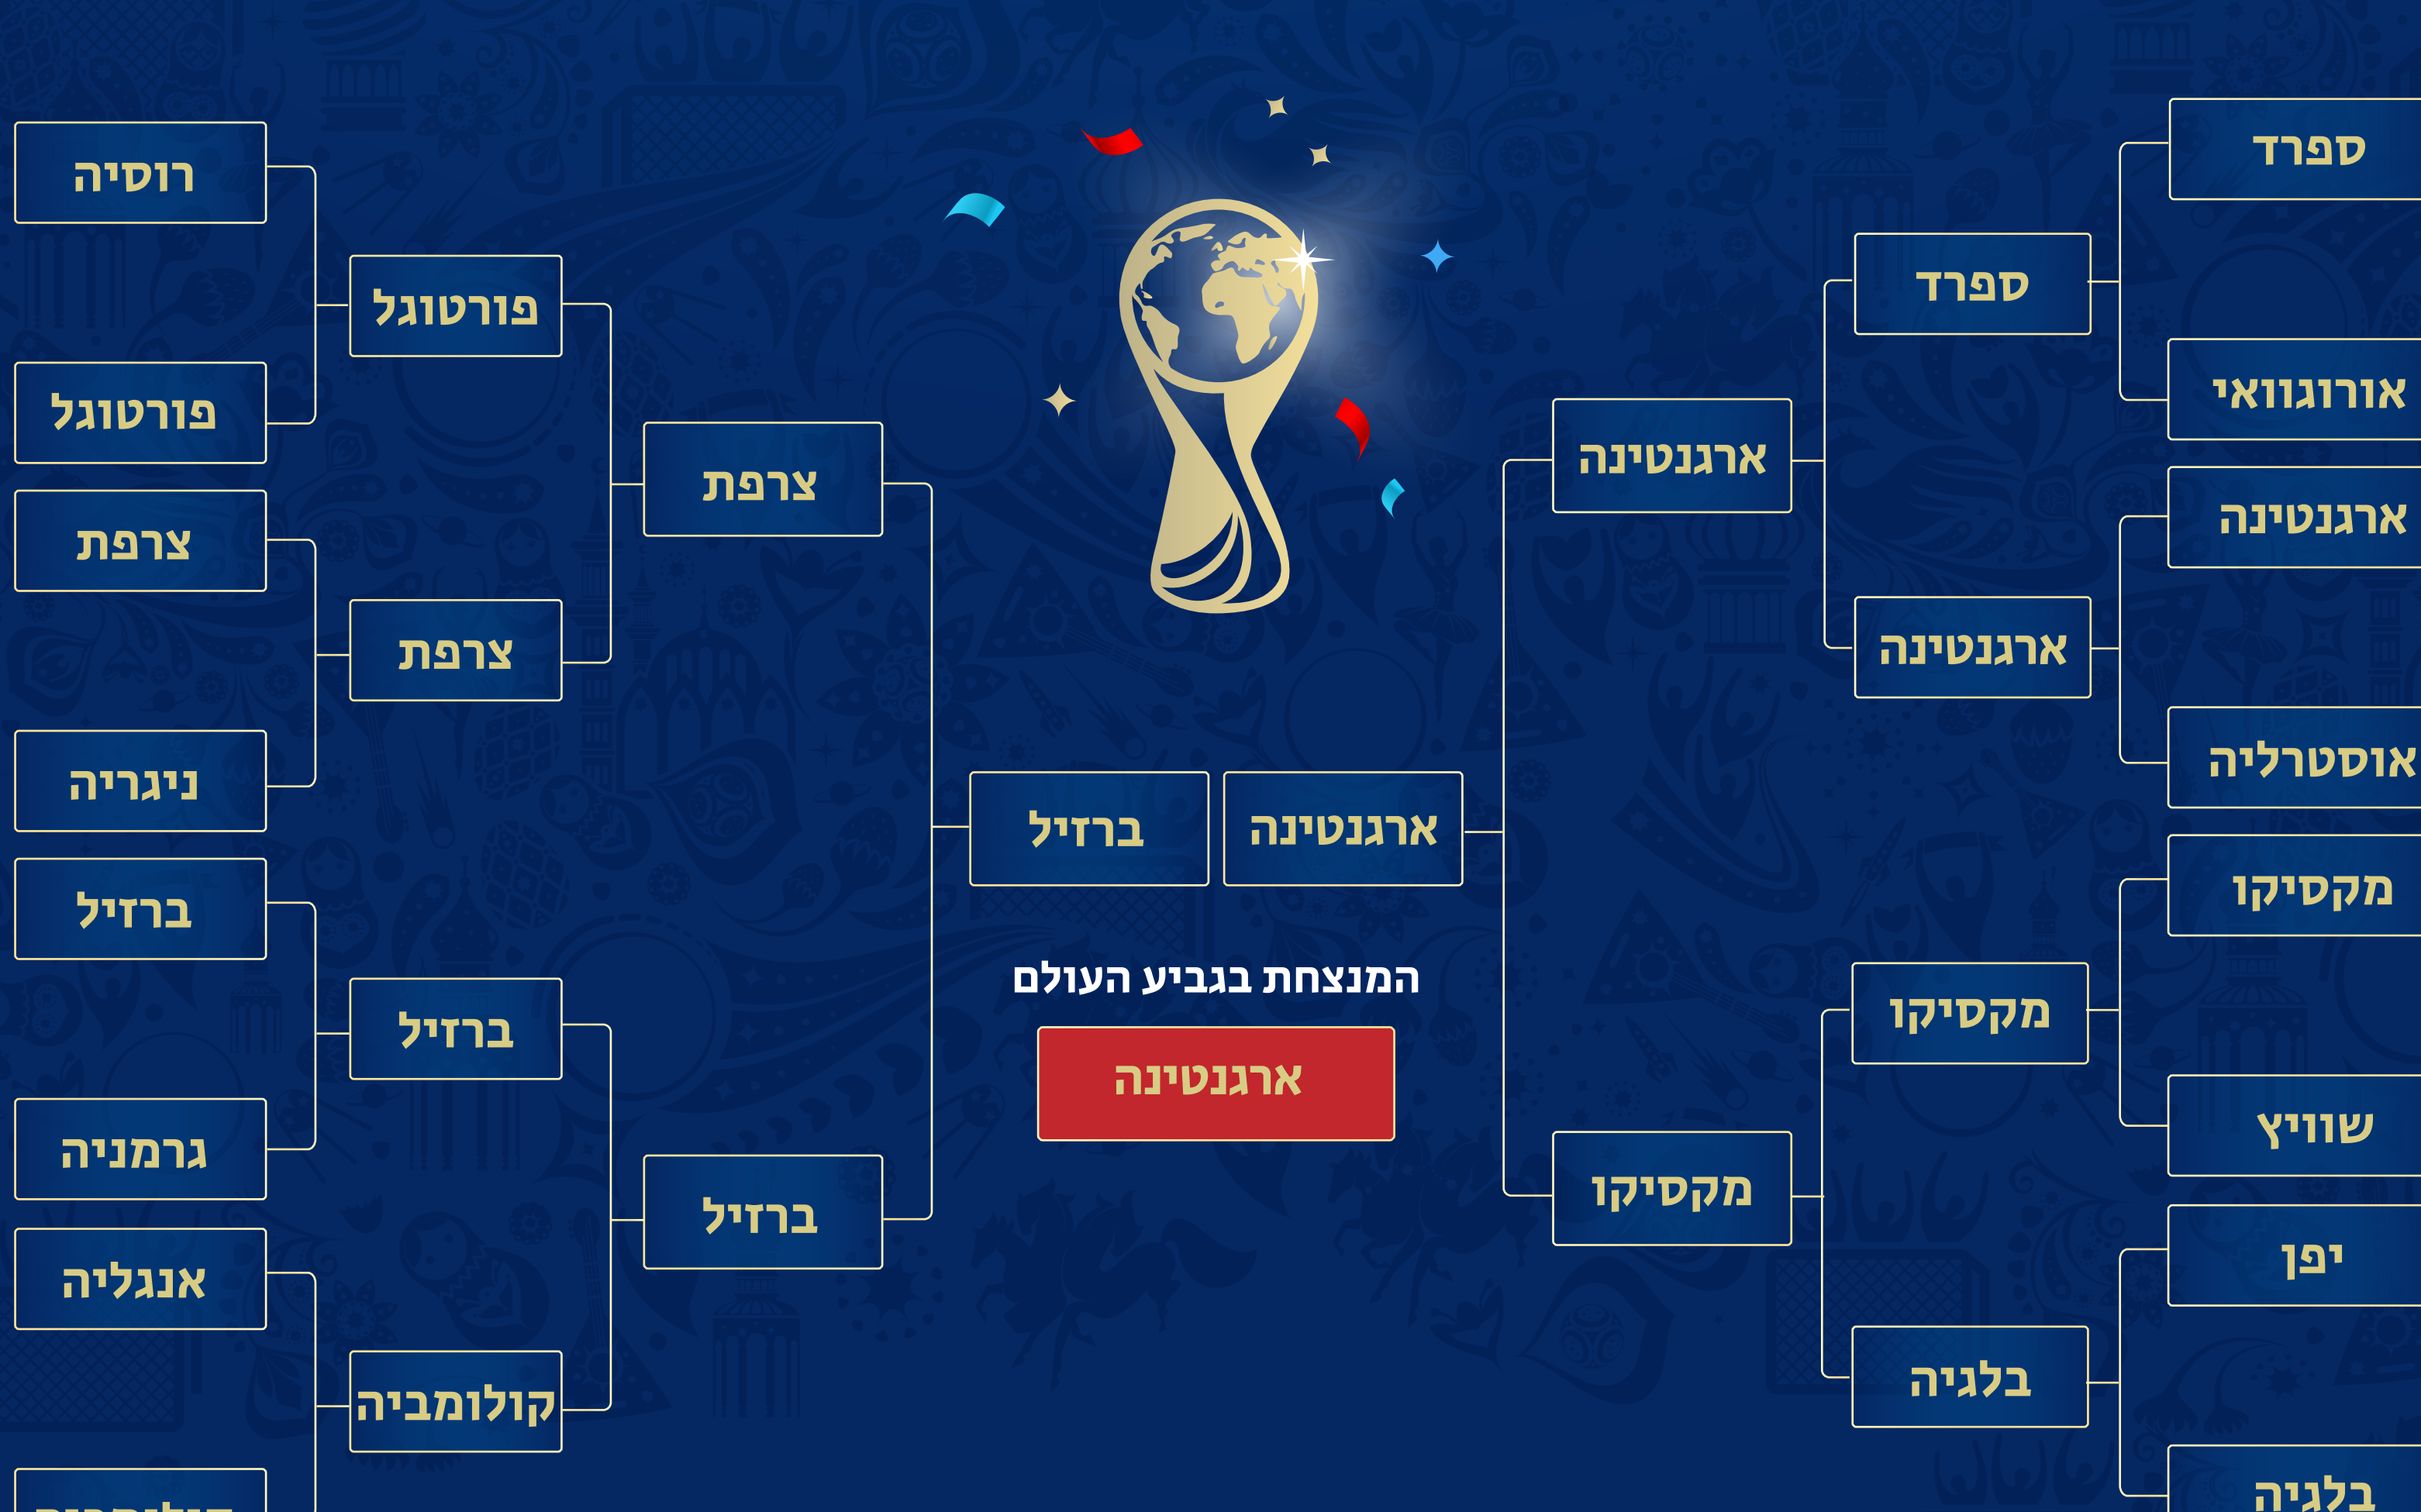 ספרד
אורוגוואי
ארגנטינה
אוסטרליה
מקסיקו
שווייץ
יפן
בלגיה
ספרד
ארגנטינה
מקסיקו
בלגיה
ארגנטינה
מקסיקו
ארגנטינה
ברזיל
המנצחת בגביע העולם
ארגנטינה
צרפת
ברזיל
פורטוגל
צרפת
ברזיל
קולומביה
רוסיה
פורטוגל
צרפת
ניגריה
ברזיל
גרמניה
אנגליה